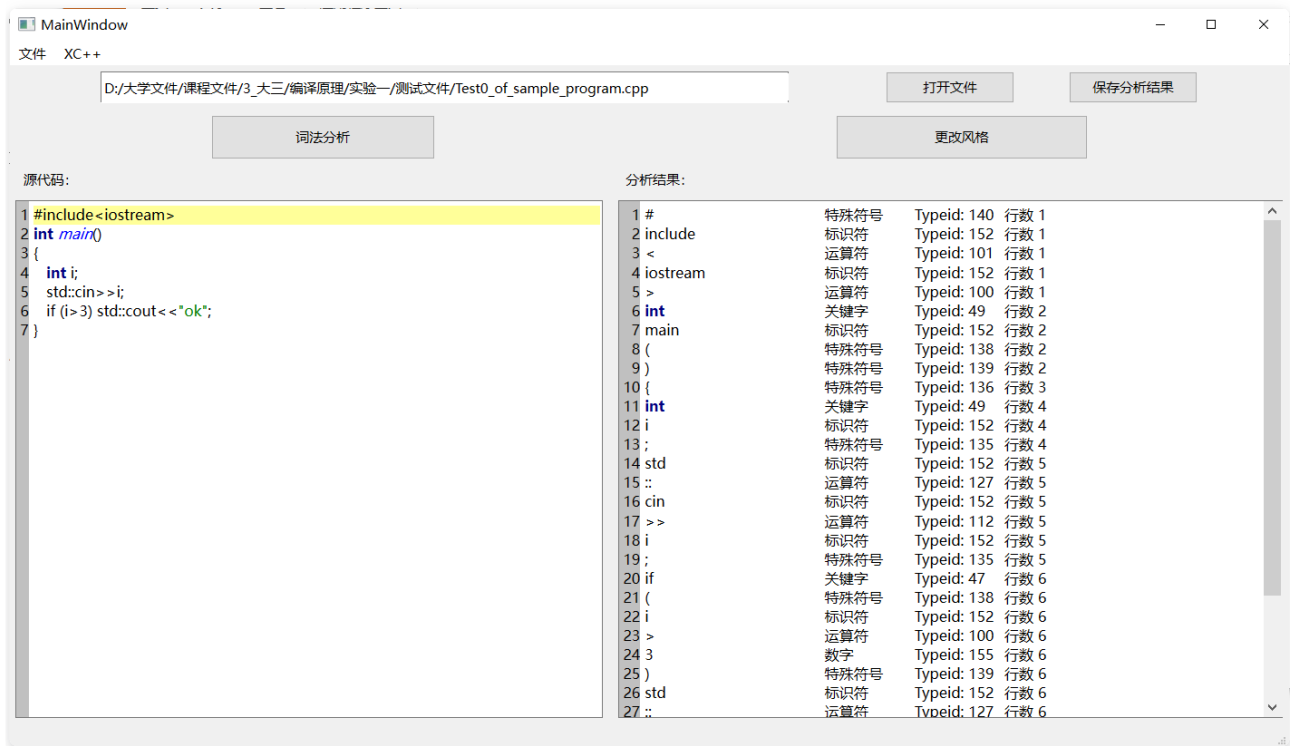 MainWindow
文件 XC++
D:/大学文件/课程文件/3_大三/编译原理/实验一/测试文件/Test0_of_sample_program.cpp 打开文件 保存分析结果
词法分析 更改风格
源代码: 分析结果:
1 #include<iostream>
2 int main()
3 {
4 int i;
5 std::cin>>i;
6 if (i>3) std::cout<<"ok";
7 }
1 # 特殊符号 Typeid: 140 行数 1
2 include 标识符 Typeid: 152 行数 1
3 < 运算符 Typeid: 101 行数 1
4 iostream 标识符 Typeid: 152 行数 1
5 > 运算符 Typeid: 100 行数 1
6 int 关键字 Typeid: 49 行数 2
7 main 标识符 Typeid: 152 行数 2
8 ( 特殊符号 Typeid: 138 行数 2
9 ) 特殊符号 Typeid: 139 行数 2
10 { 特殊符号 Typeid: 136 行数 3
11 int 关键字 Typeid: 49 行数 4
12 i 标识符 Typeid: 152 行数 4
13 ; 特殊符号 Typeid: 135 行数 4
14 std 标识符 Typeid: 152 行数 5
15 :: 运算符 Typeid: 127 行数 5
16 cin 标识符 Typeid: 152 行数 5
17 >> 运算符 Typeid: 112 行数 5
18 i 标识符 Typeid: 152 行数 5
19 ; 特殊符号 Typeid: 135 行数 5
20 if 关键字 Typeid: 47 行数 6
21 ( 特殊符号 Typeid: 138 行数 6
22 i 标识符 Typeid: 152 行数 6
23 > 运算符 Typeid: 100 行数 6
24 3 数字 Typeid: 155 行数 6
25 ) 特殊符号 Typeid: 139 行数 6
26 std 标识符 Typeid: 152 行数 6
27 :: 运算符 Typeid: 127 行数 6